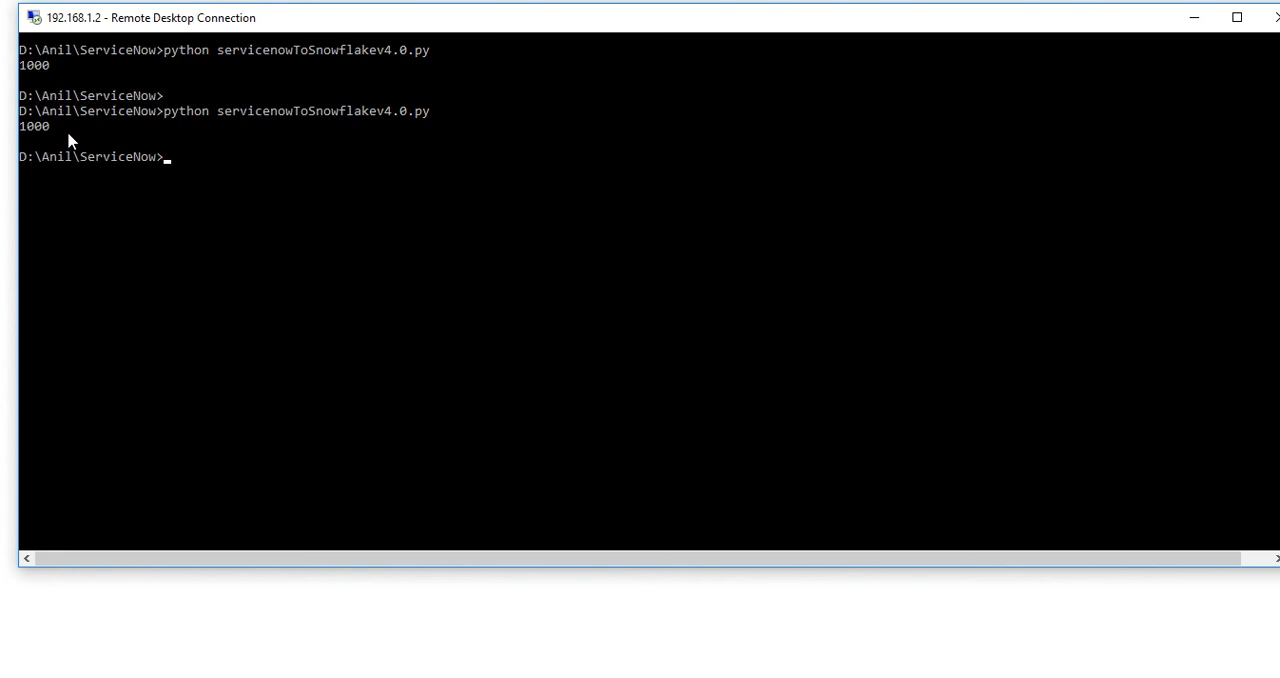 192.168.1.2 - Remote Desktop Connection
D:\Anil\ServiceNow>python servicenowToSnowflakev4.0.py
1000
D:\Anil\ServiceNow>
D:\Anil\ServiceNow>python servicenowToSnowflakev4.0.py
1000
D:\Anil\ServiceNow>